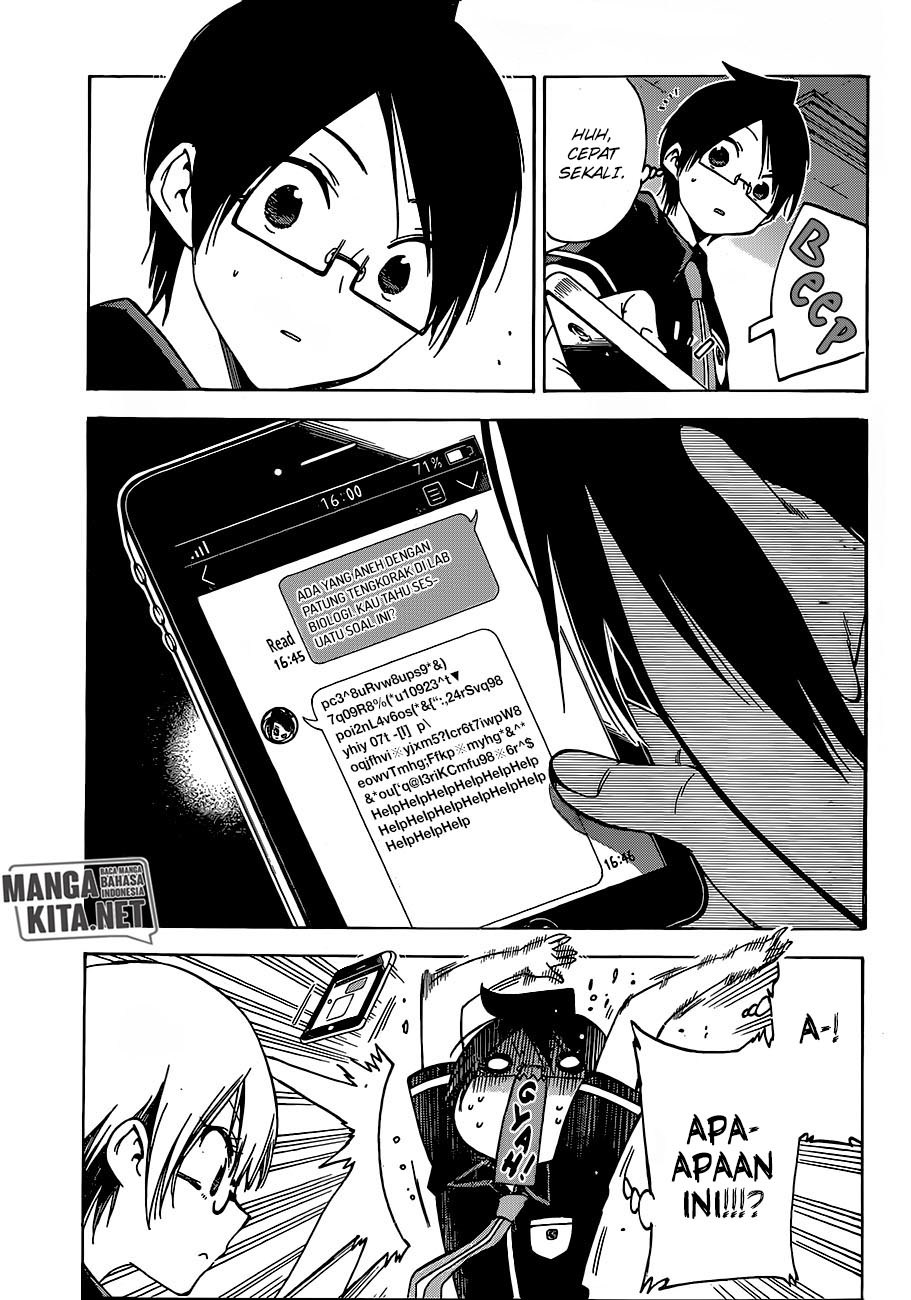 HUH,
CEPAT
SEKALI.
Beep
71%
16:00
ADA YANG ANEH DENGAN
PATUNG TENGKORAK DI LAB
BIOLOGI. KAU TAHU SES-
UATU SOAL INI?
Read
16:45
pc3^8uRvw8ups9*&)
7q09R8%(*u10923^t▼
poi2nL4v6os(*&{“:,24rSvq98
yhiy 07t -[!] p\
oqjfhvi※yjxm5?lcr6t7iwpW8
eowvTmhg;Ffkp※myhg*&^*
&*ou[‘q@l3riKCmfu98※6r^$
HelpHelpHelpHelpHelpHelp
HelpHelpHelpHelpHelpHelp
HelpHelpHelp
16:46
MANGA
KITA.NET
BACA MANGA
BAHASA
INDONESIA
A-!
GYAH!
APA-
APAAN
INI!!!?